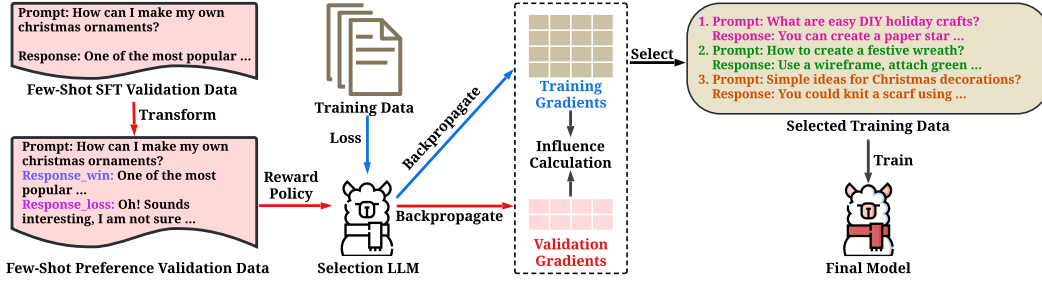 Prompt: How can I make my own
christmas ornaments?
Response: One of the most popular ...
Few-Shot SFT Validation Data
Transform
Prompt: How can I make my own
christmas ornaments?
Response_win: One of the most
popular ...
Response_loss: Oh! Sounds
interesting, I am not sure ...
Few-Shot Preference Validation Data
Reward
Policy
Training Data
Loss
Selection LLM
Backpropagate
Backpropagate
Training
Gradients
Influence
Calculation
Validation
Gradients
Select
1. Prompt: What are easy DIY holiday crafts?
Response: You can create a paper star ...
2. Prompt: How to create a festive wreath?
Response: Use a wireframe, attach green ...
3. Prompt: Simple ideas for Christmas decorations?
Response: You could knit a scarf using ...
Selected Training Data
Train
Final Model